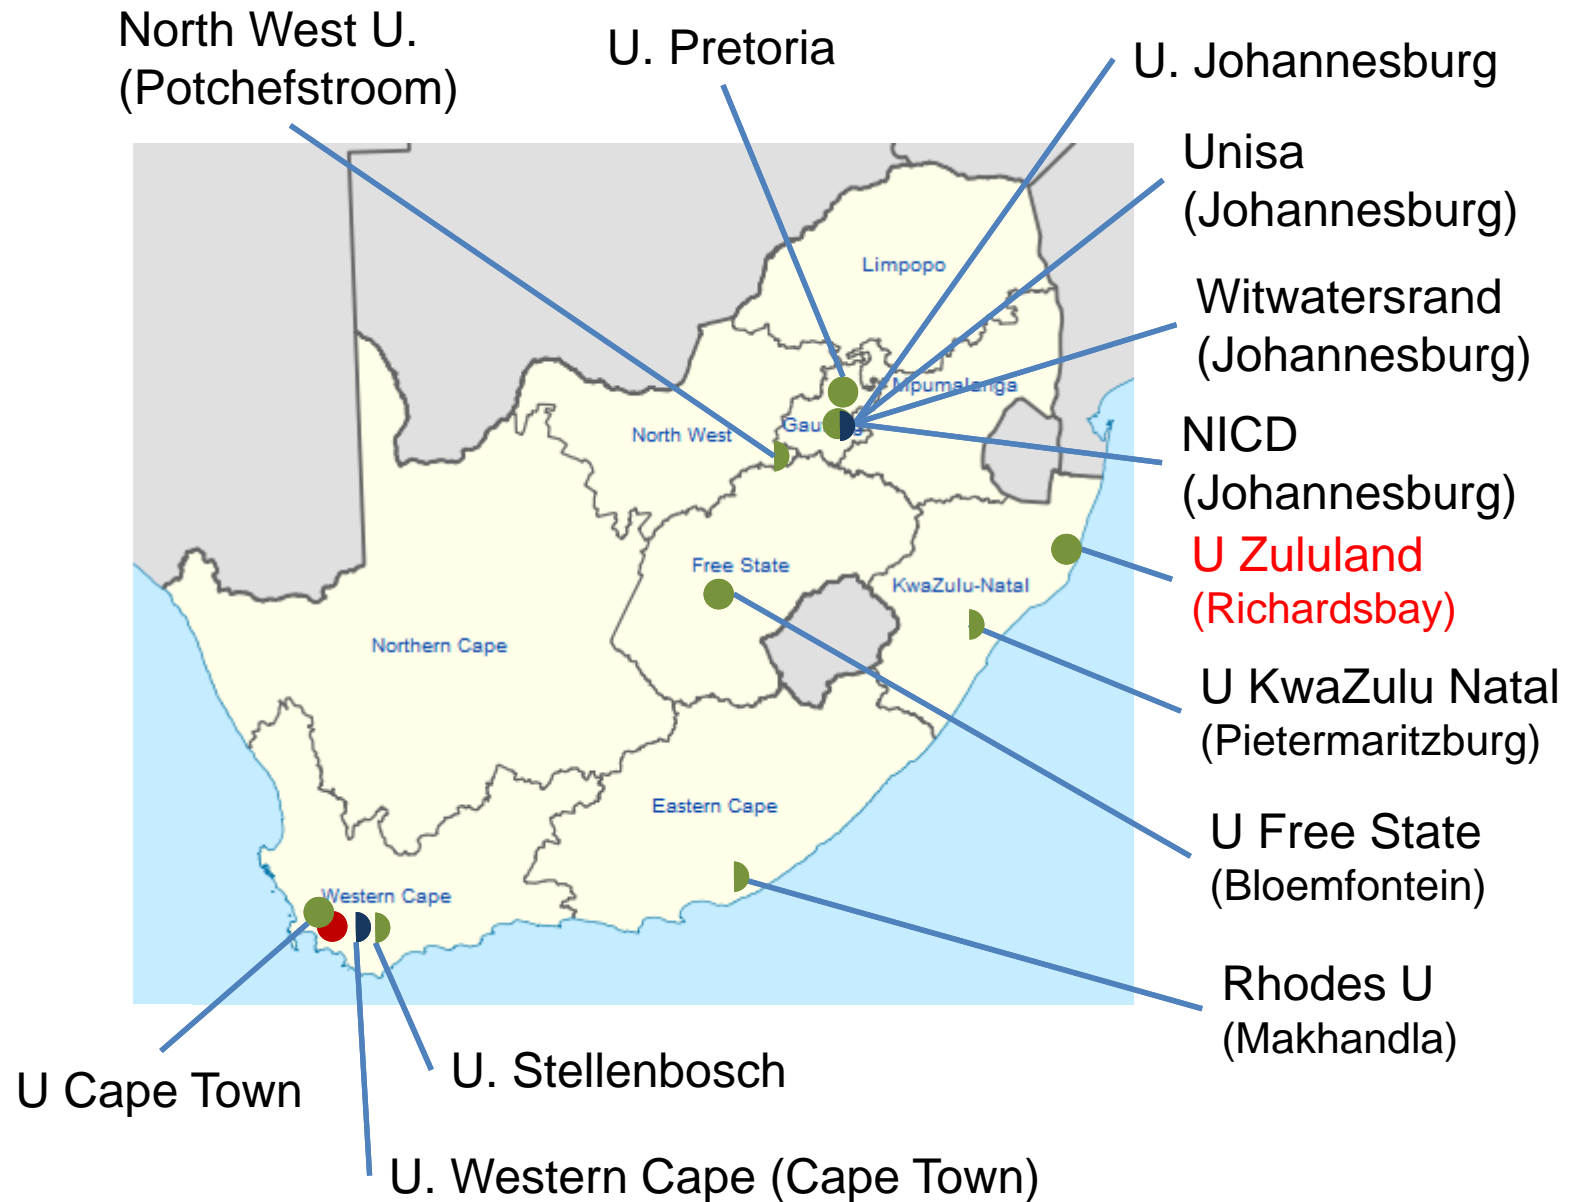 North West U.
(Potchefstroom)
U. Pretoria
U. Johannesburg
Unisa
(Johannesburg)
Witwatersrand
(Johannesburg)
NICD
(Johannesburg)
U Zululand
(Richardsbay)
U KwaZulu Natal
(Pietermaritzburg)
U Free State
(Bloemfontein)
Rhodes U
(Makhandla)
Limpopo
Mpumalanga
North West
Free State
KwaZulu-Natal
Northern Cape
Eastern Cape
Western Cape
U Cape Town
U. Stellenbosch
U. Western Cape (Cape Town)